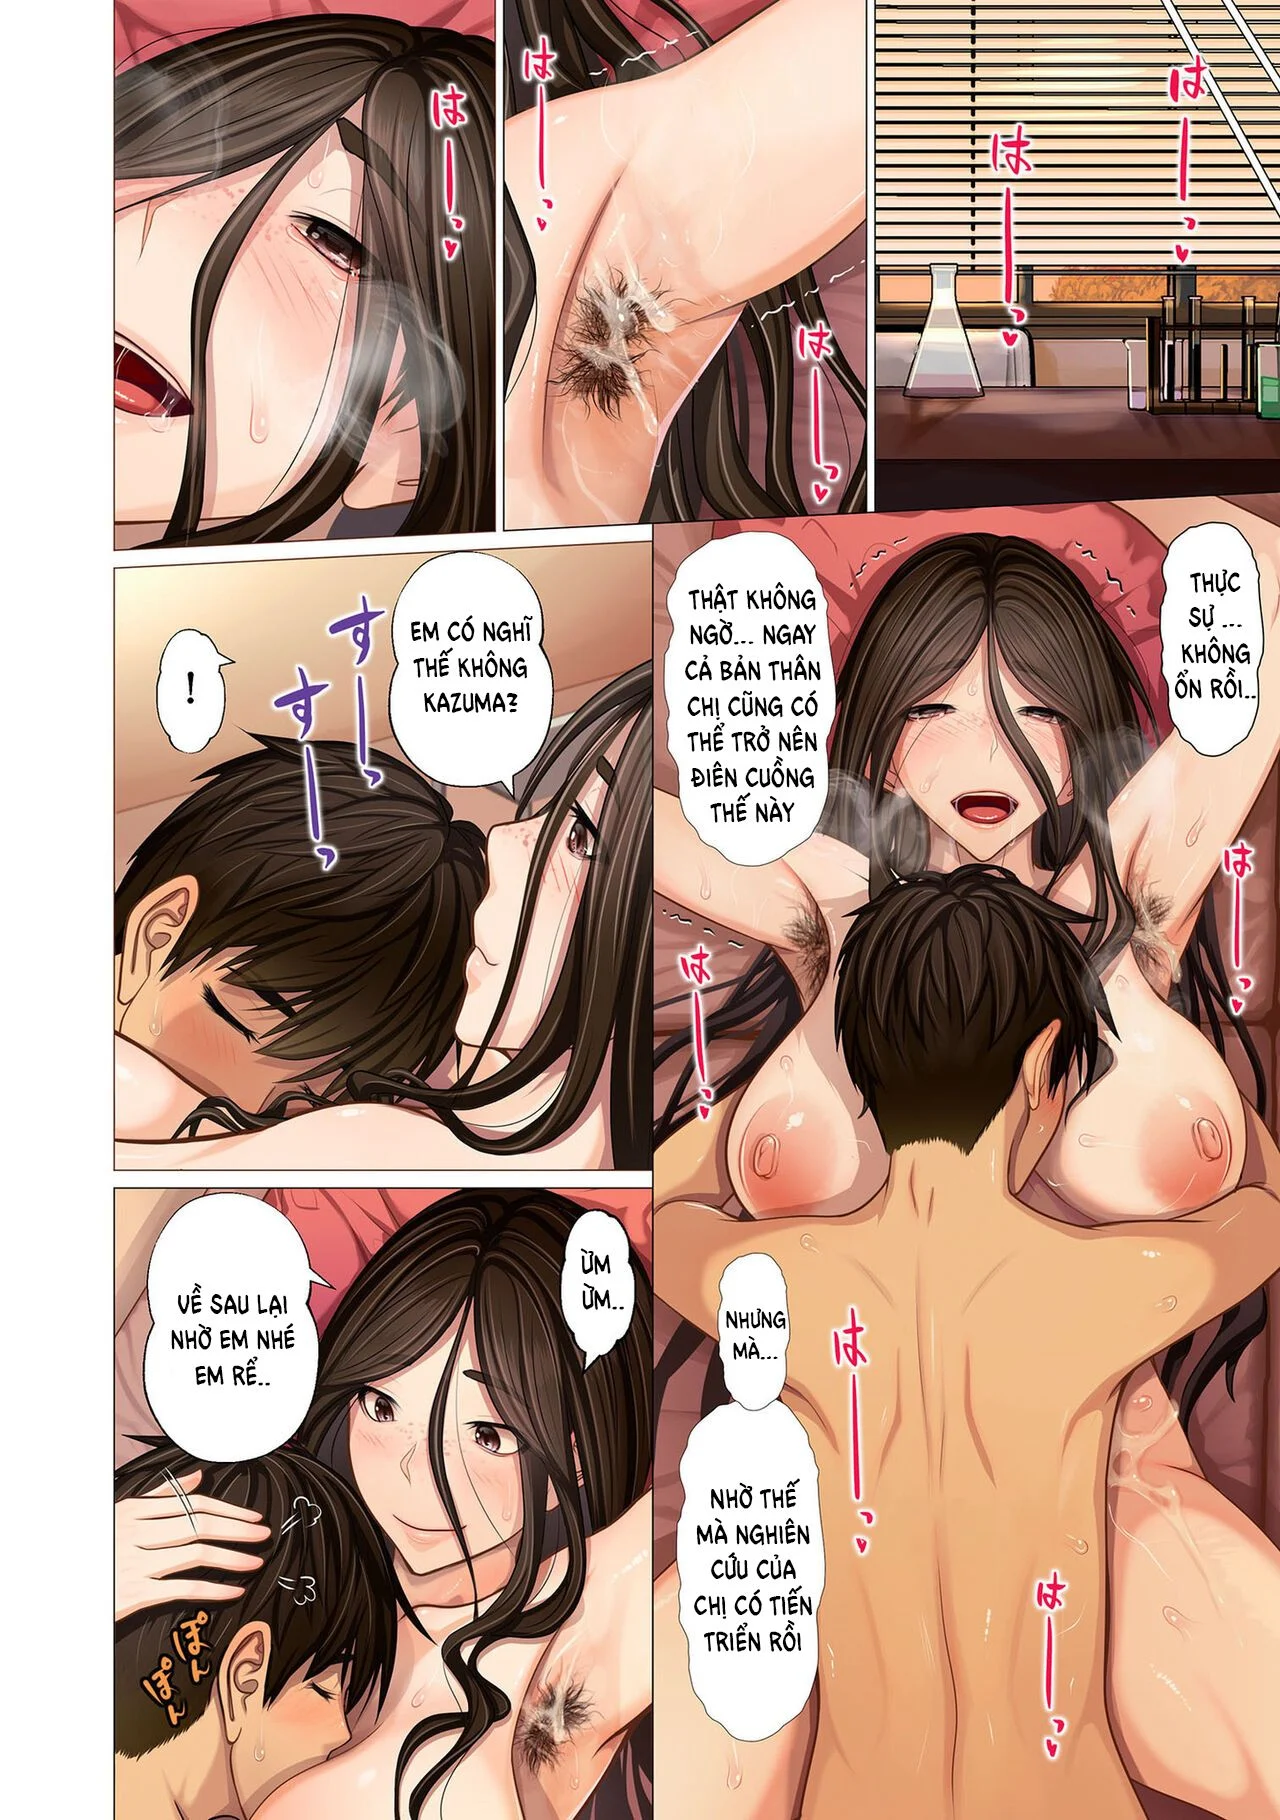 はーっ♥
はーっ♥
はーっ♥
はーっ♥
はーっ♥
THỰC
SỰ ...
KHÔNG
ỔN RỒI..
THẬT KHÔNG
NGỜ... NGAY
CẢ BẢN THÂN
CHỊ CŨNG CÓ
THỂ TRỞ NÊN
ĐIÊN CUỒNG
THẾ NÀY
はーっ♥
はーっ♥
NHƯNG
MÀ...
はーっ♥
はーっ♥
NHỜ THẾ
MÀ NGHIÊN
CỨU CỦA
CHỊ CÓ TIẾN
TRIỂN RỒI
EM CÓ NGHĨ
THẾ KHÔNG
KAZUMA?
すーーっ
すーーっ
!
ỪM
ỪM..
VỀ SAU LẠI
NHỜ EM NHÉ
EM RỂ..
ぽんぽん